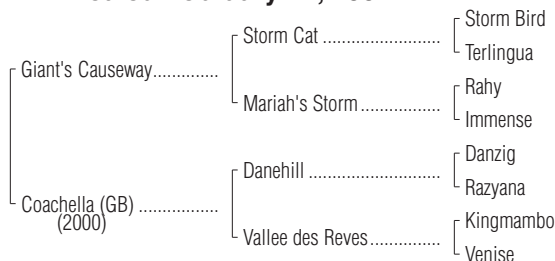 Storm Bird
Storm Cat..........................
Terlingua
Giant's Causeway..............
Rahy
Mariah's Storm .................
Immense
Danzig
Danehill ............................
Razyana
Coachella (GB) .................
(2000)
Kingmambo
Vallee des Reves..............
Venise